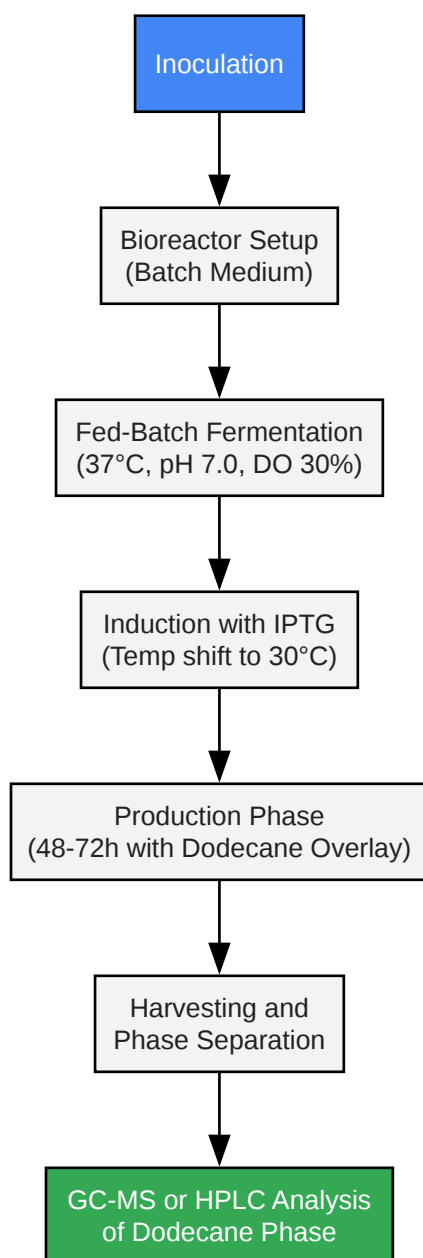 Inoculation
Bioreactor Setup
(Batch Medium)
Fed-Batch Fermentation
(37°C, pH 7.0, DO 30%)
Induction with IPTG
(Temp shift to 30°C)
Production Phase
(48-72h with Dodecane Overlay)
Harvesting and
Phase Separation
GC-MS or HPLC Analysis
of Dodecane Phase